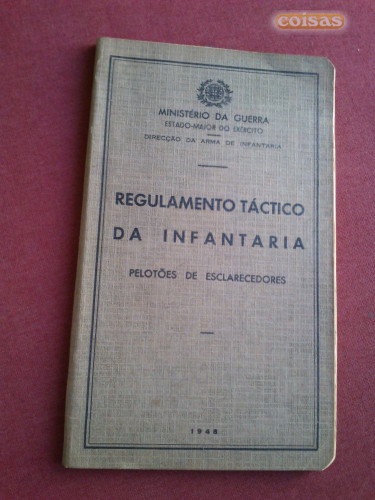 coisas
MINISTÉRIO DA GUERRA
ESTADO-MAIOR DO EXÉRCITO
DIRECÇÃO DA ARMA DE INFANTARIA
REGULAMENTO TÁCTICO
DA INFANTARIA
PELOTÕES DE ESCLARECEDORES
1948